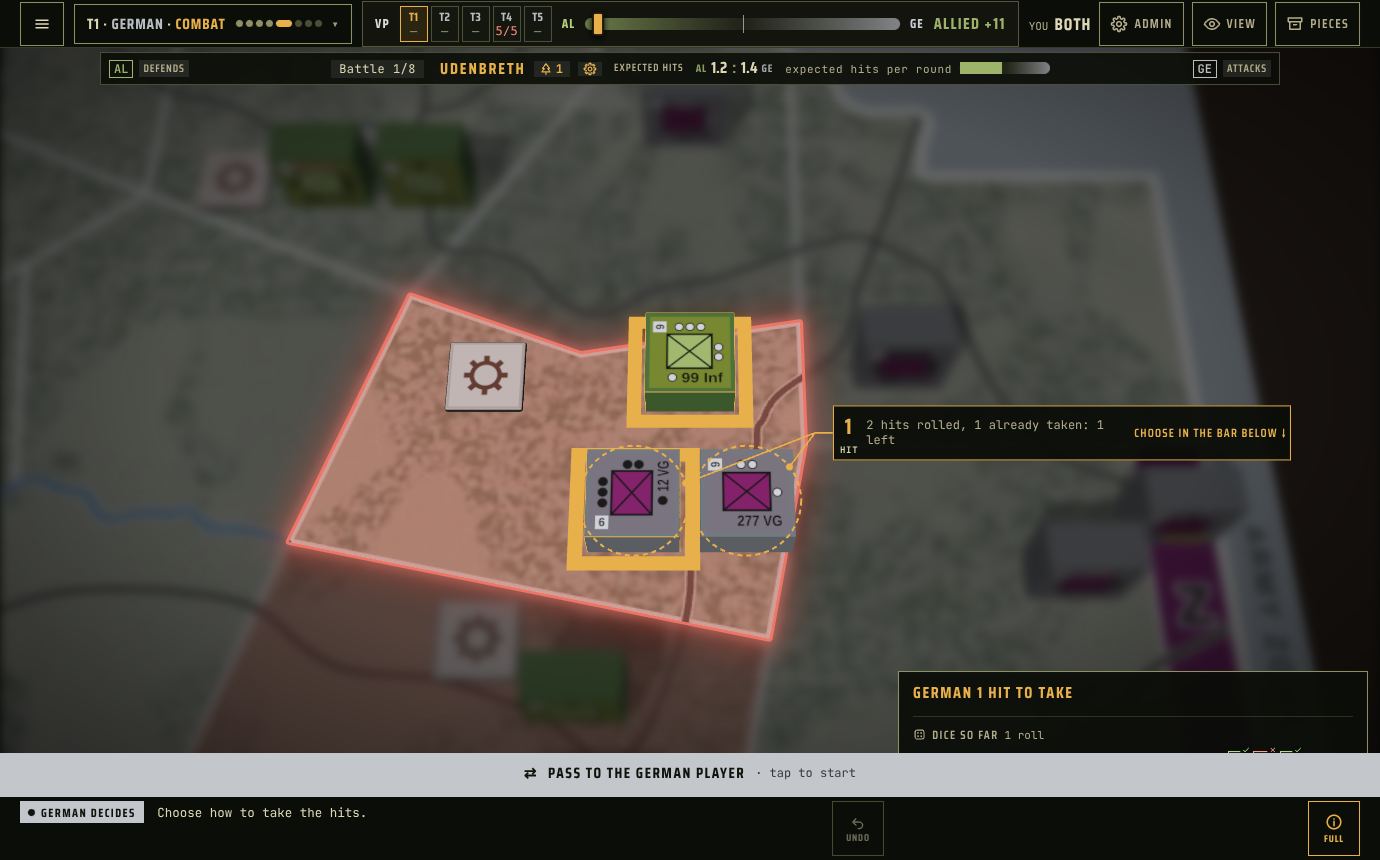 T1 · GERMAN · COMBAT
VP
T1
—
T2
—
T3
—
T4
5/5
T5
—
AL
GE
ALLIED +11
YOU BOTH
ADMIN
VIEW
PIECES
AL
DEFENDS
Battle 1/8
UDENBRETH
1
EXPECTED HITS
AL 1.2 : 1.4 GE
expected hits per round
GE
ATTACKS
6
99 Inf
12 VG
6
6
277 VG
1
HIT
2 hits rolled, 1 already taken: 1
left
CHOOSE IN THE BAR BELOW ↓
GERMAN 1 HIT TO TAKE
DICE SO FAR 1 roll
PASS TO THE GERMAN PLAYER · tap to start
GERMAN DECIDES
Choose how to take the hits.
UNDO
FULL